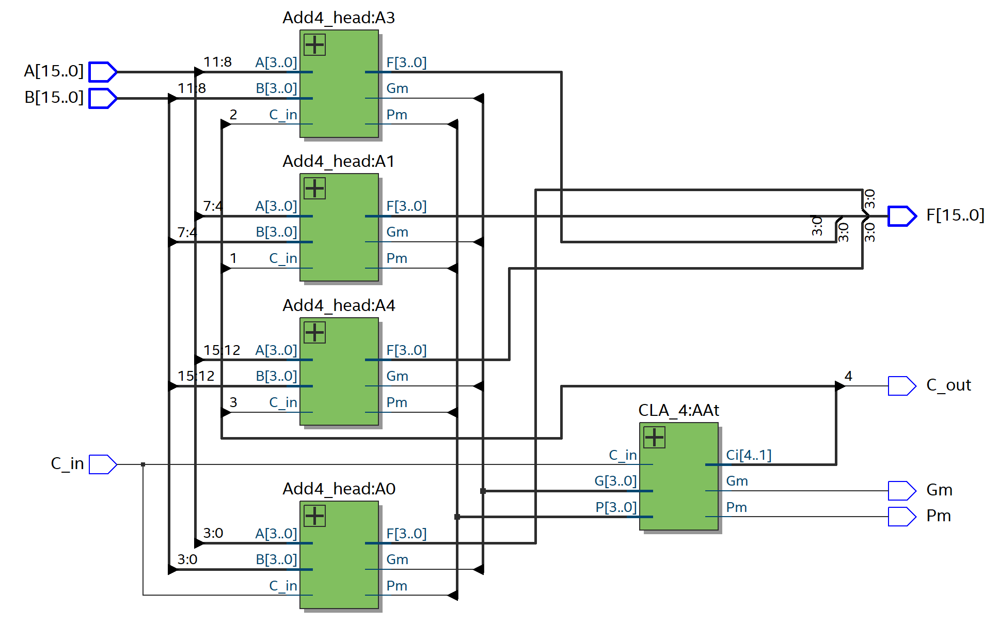 Add4_head:A3
A[15..0]
11:8
A[3..0]
F[3..0]
B[15..0]
11:8
B[3..0]
Gm
2
C_in
Pm
Add4_head:A1
7:4
A[3..0]
F[3..0]
7:4
B[3..0]
Gm
1
C_in
Pm
3:0
3:0
3:0
3:0
F[15..0]
Add4_head:A4
15:12
A[3..0]
F[3..0]
15:12
B[3..0]
Gm
3
C_in
Pm
4
C_out
CLA_4:AAt
C_in
C_in
Ci[4..1]
G[3..0]
Gm
Gm
P[3..0]
Pm
Pm
Add4_head:A0
3:0
A[3..0]
F[3..0]
3:0
B[3..0]
Gm
C_in
Pm